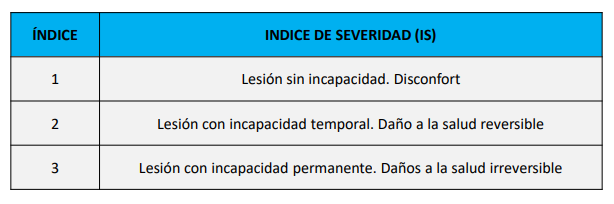 ÍNDICE INDICE DE SEVERIDAD (IS)
1 Lesión sin incapacidad. Disconfort
2 Lesión con incapacidad temporal. Daño a la salud reversible
3 Lesión con incapacidad permanente. Daños a la salud irreversible